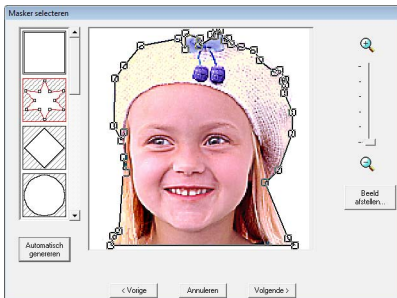 Masker selecteren
Beeld
afstellen...
Automatisch
genereren
< Vorige
Annuleren
Volgende >